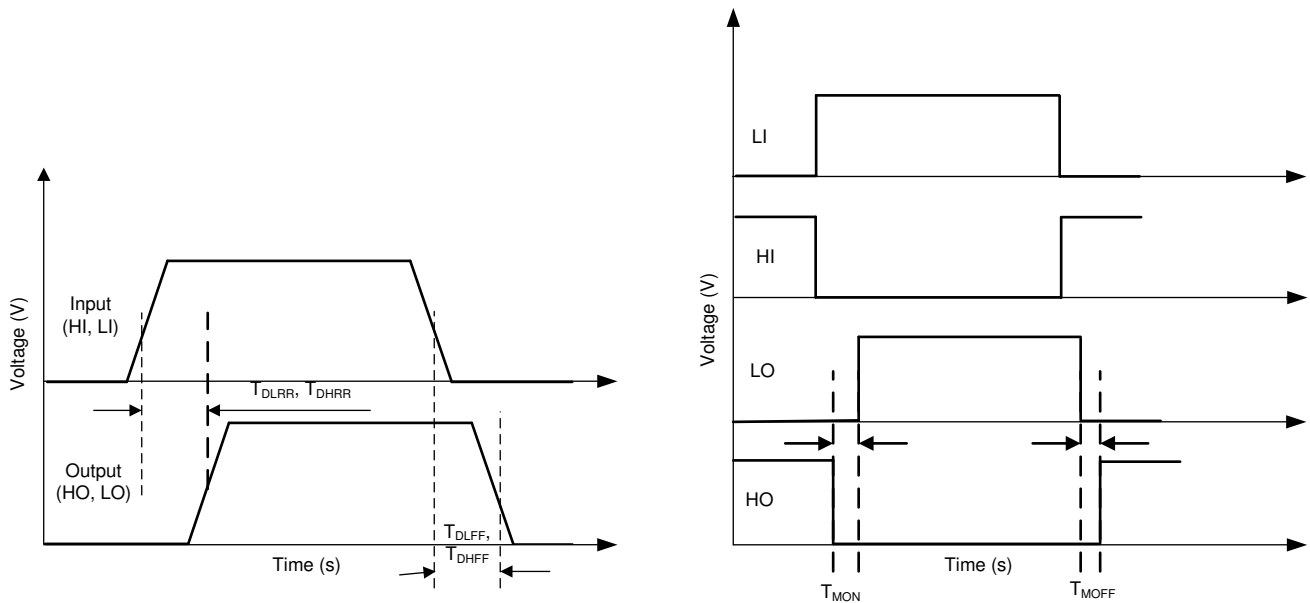 Voltage (V)
Input
(HI, LI)
TDLRR, TDHRR
Output
(HO, LO)
TDLFF,
TDHFF
Time (s)
Voltage (V)
LI
HI
LO
HO
TMON
Time (s)
TMOFF